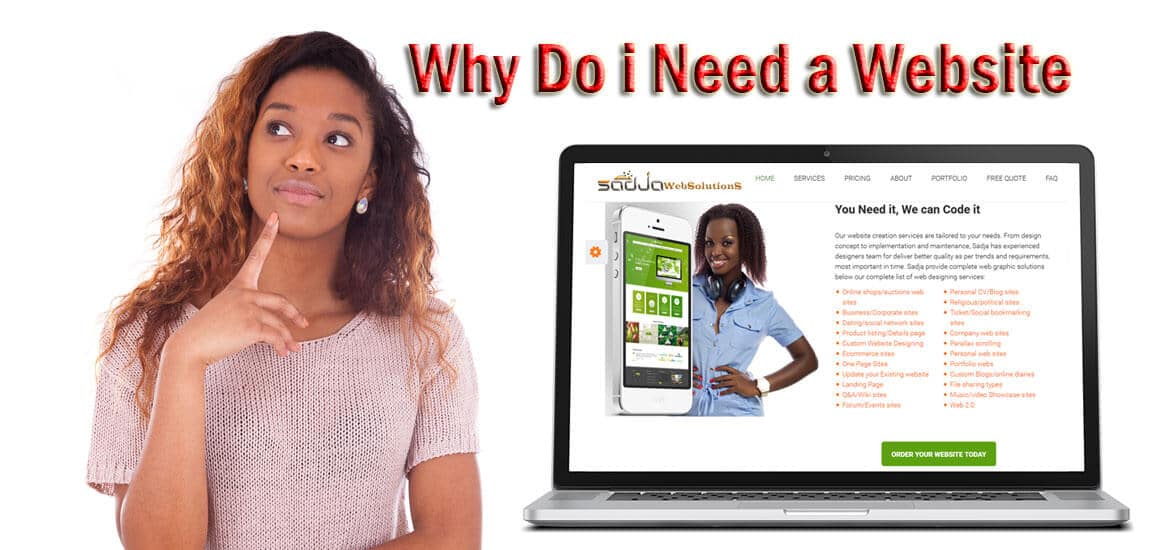 Why Do i Need a Website
sadja WebSolutionS
HOME SERVICES PRICING ABOUT PORTFOLIO FREE QUOTE FAQ
You Need it, We can Code it
Our website creation services are tailored to your needs. From design
concept to implementation and maintenance, Sadja has experienced
designers team for deliver better quality as per trends and requirements,
most important in time. Sadja provide complete web graphic solutions
below our complete list of web designing services:
Online shops/auctions web
sites
Business/Corporate sites
Dating/social network sites
Product listing/Details page
Custom Website Designing
Ecommerce sites
One Page Sites
Update your Existing website
Landing Page
Q&A/Wiki sites
Forum/Events sites
Personal CV/Blog sites
Religious/political sites
Ticket/Social bookmarking
sites
Company web sites
Parallax scrolling
Personal web sites
Portfolio webs
Custom Blogs/online diaries
File sharing types
Music/video Showcase sites
Web 2.0
ORDER YOUR WEBSITE TODAY